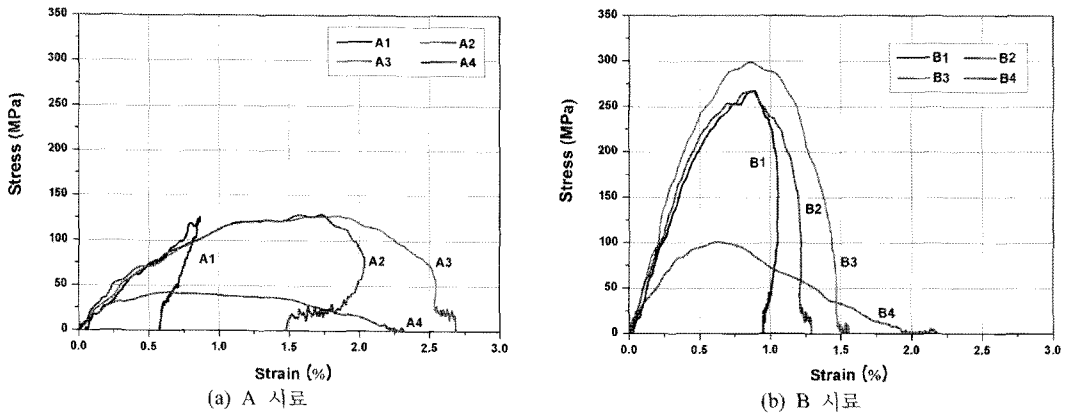 350
300
250
200
150
100
50
0
Stress (MPa)
A1 A2
A3 A4
A1
A2
A3
A4
0.0 0.5 1.0 1.5 2.0 2.5 3.0
Strain (%)
(a) A 시료
350
300
250
200
150
100
50
0
Stress (MPa)
B1 B2
B3 B4
B1
B2
B3
B4
0.0 0.5 1.0 1.5 2.0 2.5 3.0
Strain (%)
(b) B 시료